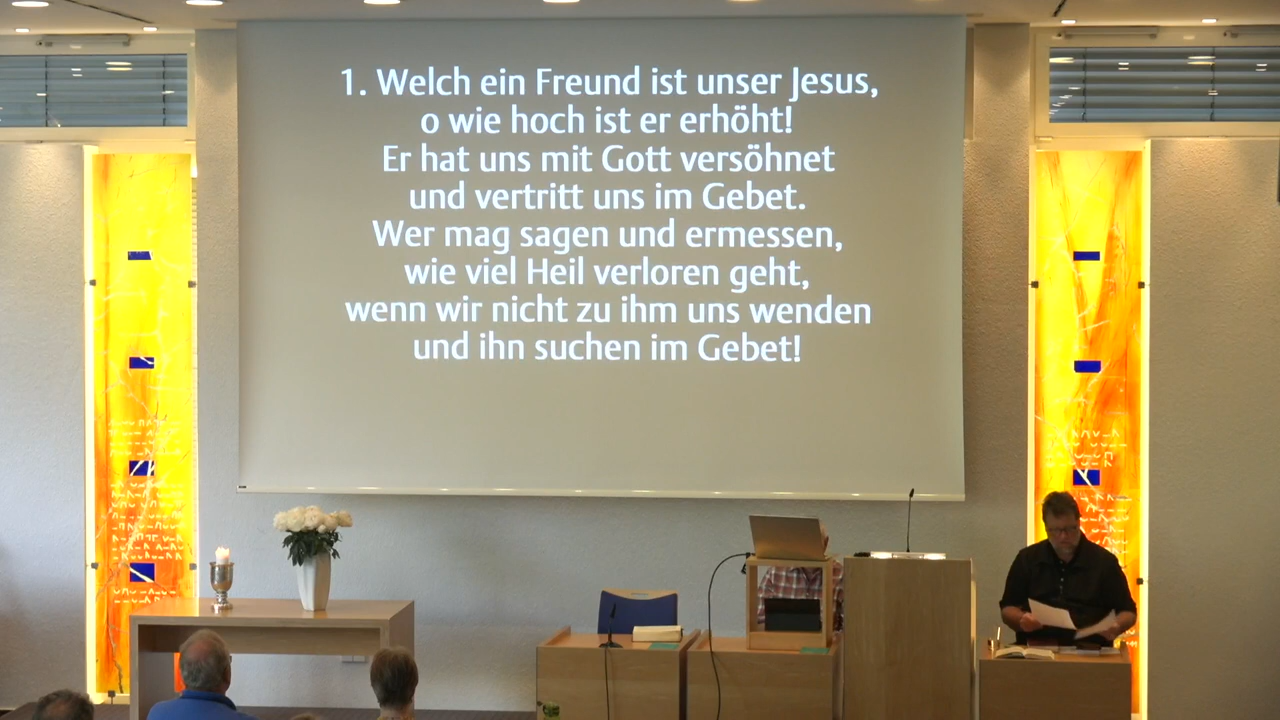 1. Welch ein Freund ist unser Jesus,
o wie hoch ist er erhöht!
Er hat uns mit Gott versöhnet
und vertritt uns im Gebet.
Wer mag sagen und ermessen,
wie viel Heil verloren geht,
wenn wir nicht zu ihm uns wenden
und ihn suchen im Gebet!